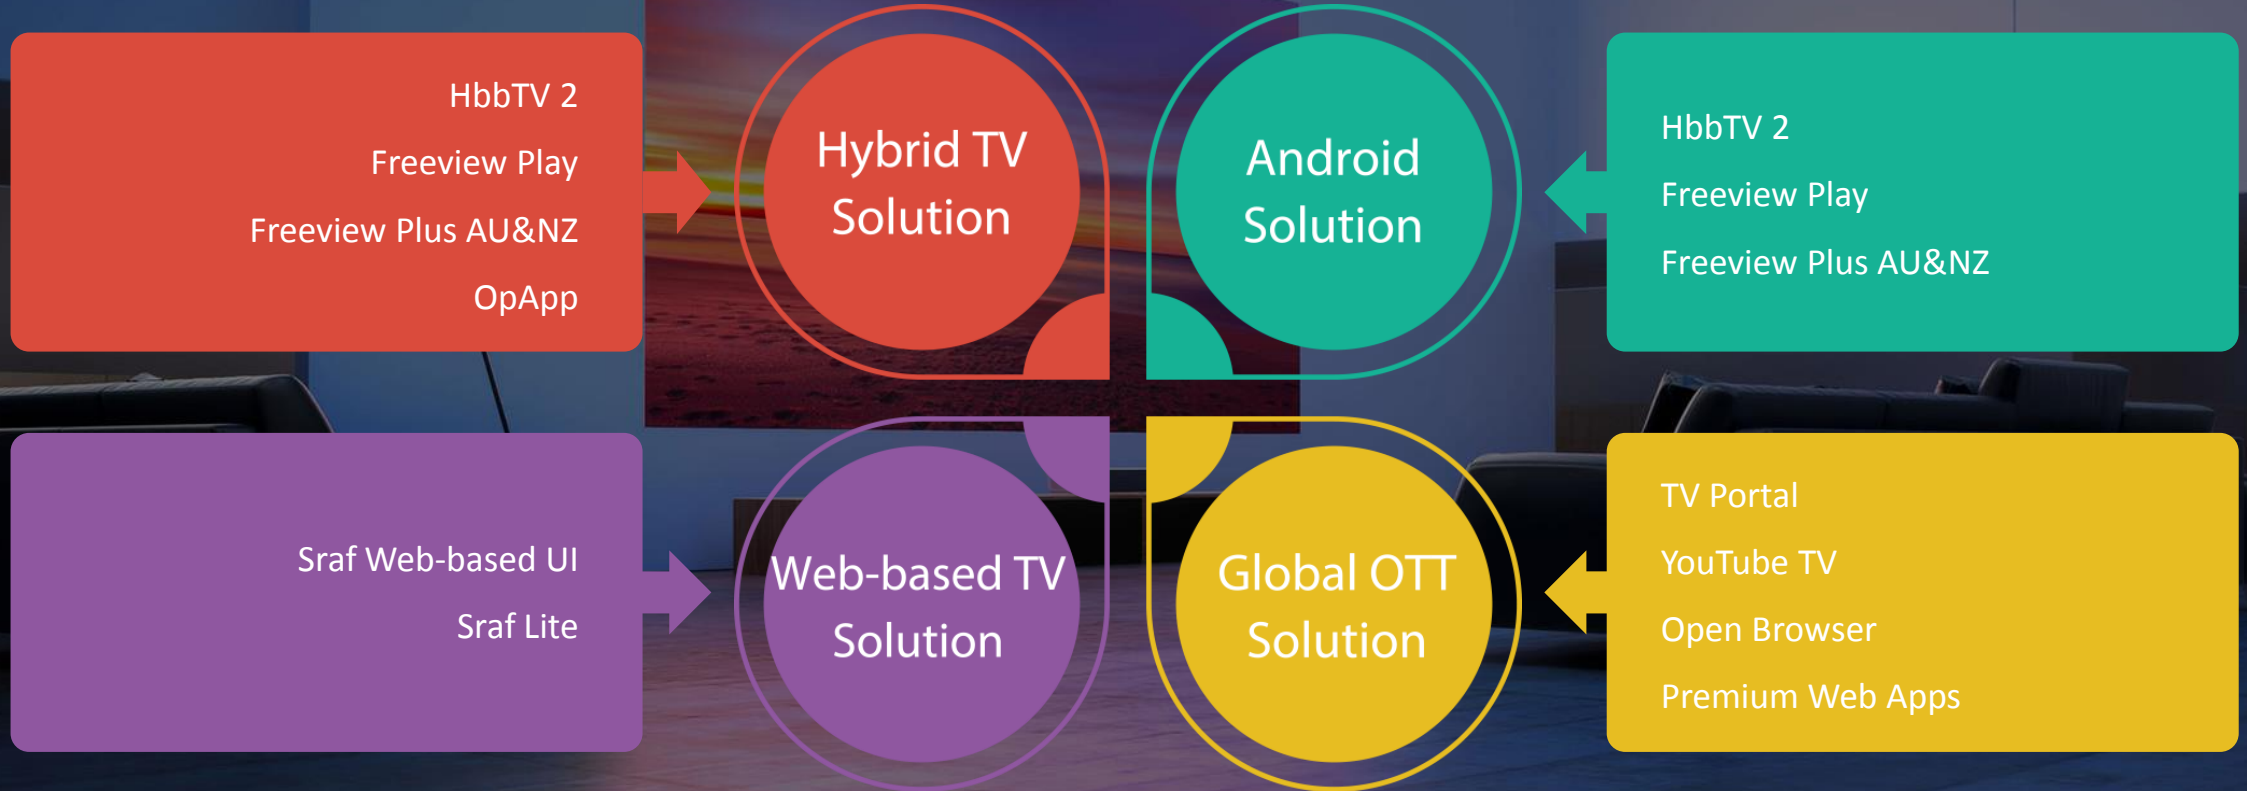 HbbTV 2
Freeview Play
Freeview Plus AU&NZ
OpApp
Hybrid TV
Solution
Android
Solution
HbbTV 2
Freeview Play
Freeview Plus AU&NZ
Sraf Web-based UI
Sraf Lite
Web-based TV
Solution
Global OTT
Solution
TV Portal
YouTube TV
Open Browser
Premium Web Apps